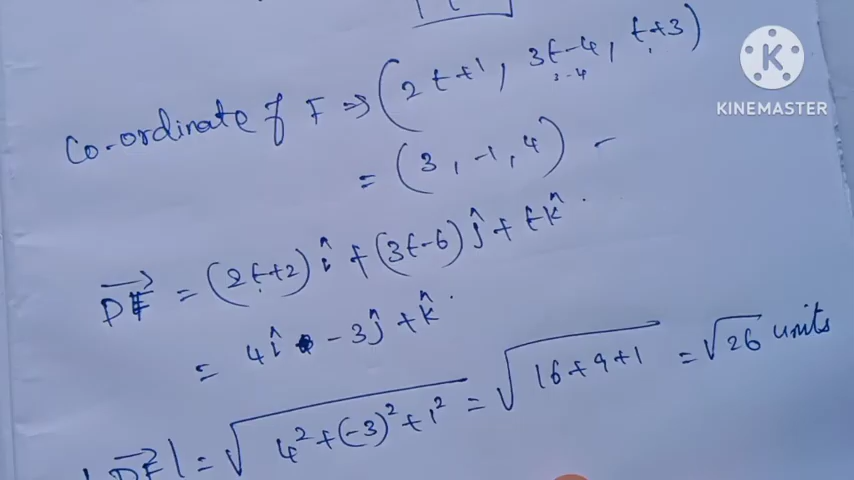 Co-ordinate of F ⇒ (2t+1, 3t-4, t+3)
= (3, -1, 4)
DF = (2t+2)î + (3t-6)ĵ + tk̂
= 4î - 3ĵ + k̂
|DF| = √4²+(-3)²+1² = √16+9+1 = √26 units
KINEMASTER